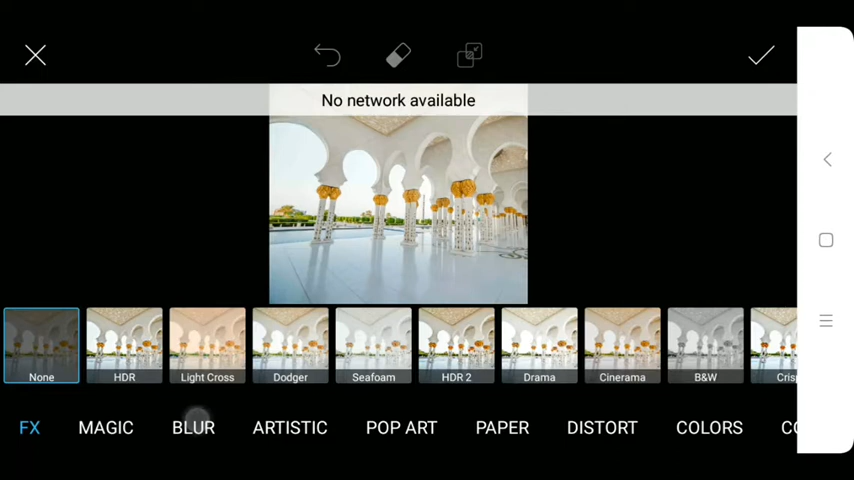 No network available
None HDR Light Cross Dodger Seafoam HDR 2 Drama Cinerama B&W
FX MAGIC BLUR ARTISTIC POP ART PAPER DISTORT COLORS